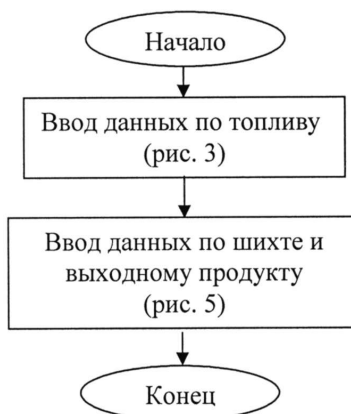 Начало
Ввод данных по топливу
(рис. 3)
Ввод данных по шихте и
выходному продукту
(рис. 5)
Конец